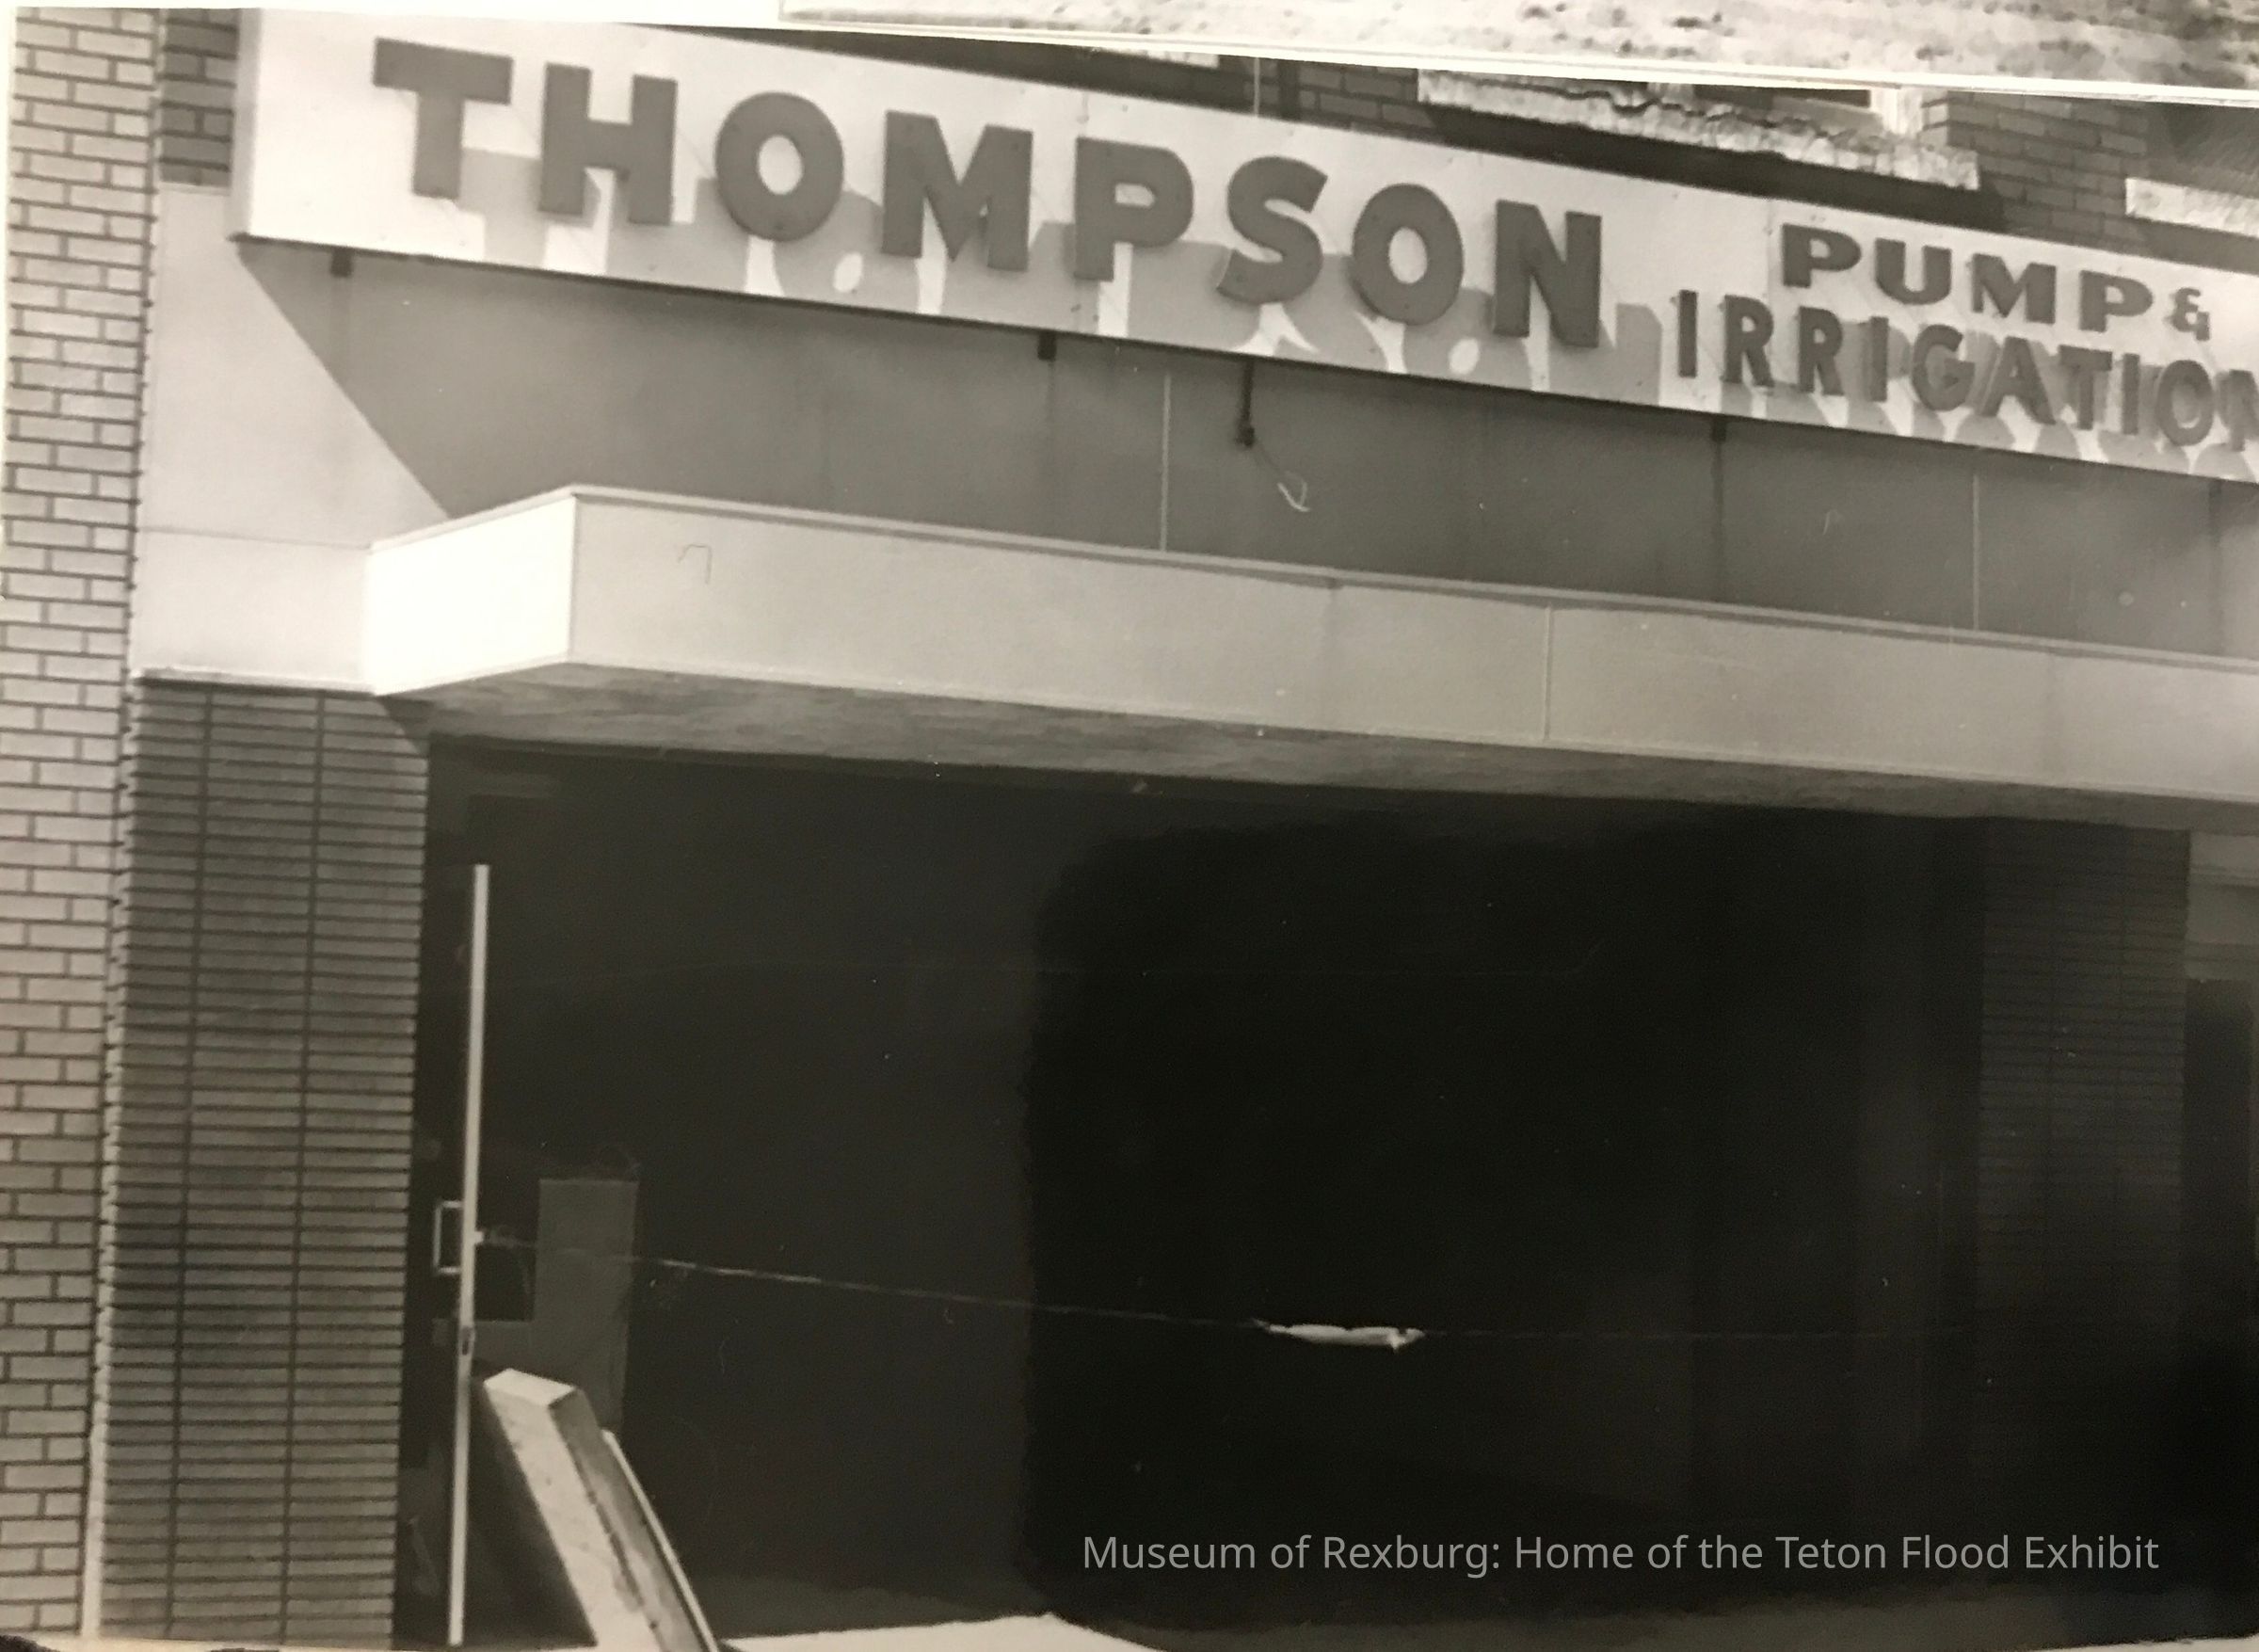 THOMPSON
PUMP &
IRRIGATION
Museum of Rexburg: Home of the Teton Flood Exhibit